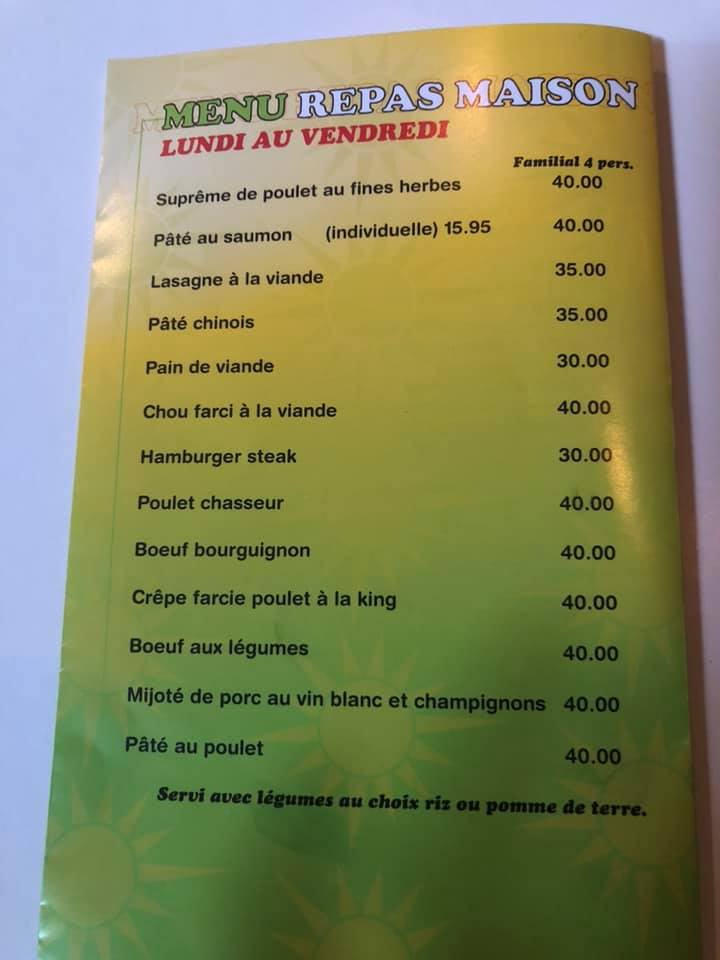 MENU REPAS MAISON
LUNDI AU VENDREDI
Familial 4 pers.
Suprême de poulet au fines herbes 40.00
Pâté au saumon (individuelle) 15.95 40.00
Lasagne à la viande 35.00
Pâté chinois 35.00
Pain de viande 30.00
Chou farci à la viande 40.00
Hamburger steak 30.00
Poulet chasseur 40.00
Boeuf bourguignon 40.00
Crêpe farcie poulet à la king 40.00
Boeuf aux légumes 40.00
Mijoté de porc au vin blanc et champignons 40.00
Pâté au poulet 40.00
Servi avec légumes au choix riz ou pomme de terre.